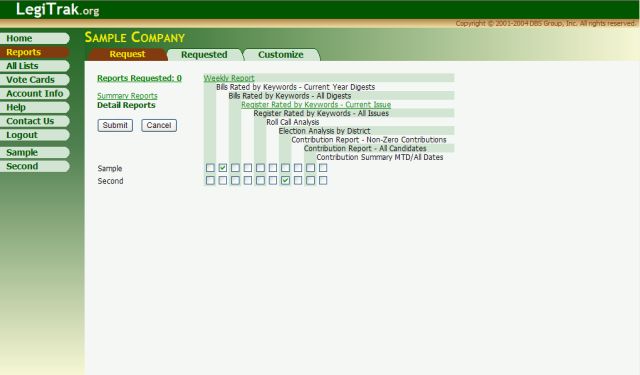 LegiTrak.org
Copyright © 2001-2004 DBS Group, Inc. All rights reserved.
Home
Reports
All Lists
Vote Cards
Account Info
Help
Contact Us
Logout
Sample
Second
SAMPLE COMPANY
Request Requested Customize
Reports Requested: 0
Summary Reports
Detail Reports
Submit Cancel
Weekly Report
Bills Rated by Keywords - Current Year Digests
Bills Rated by Keywords - All Digests
Register Rated by Keywords - Current Issue
Register Rated by Keywords - All Issues
Roll Call Analysis
Election Analysis by District
Contribution Report - Non-Zero Contributions
Contribution Report - All Candidates
Contribution Summary MTD/All Dates
Sample
Second